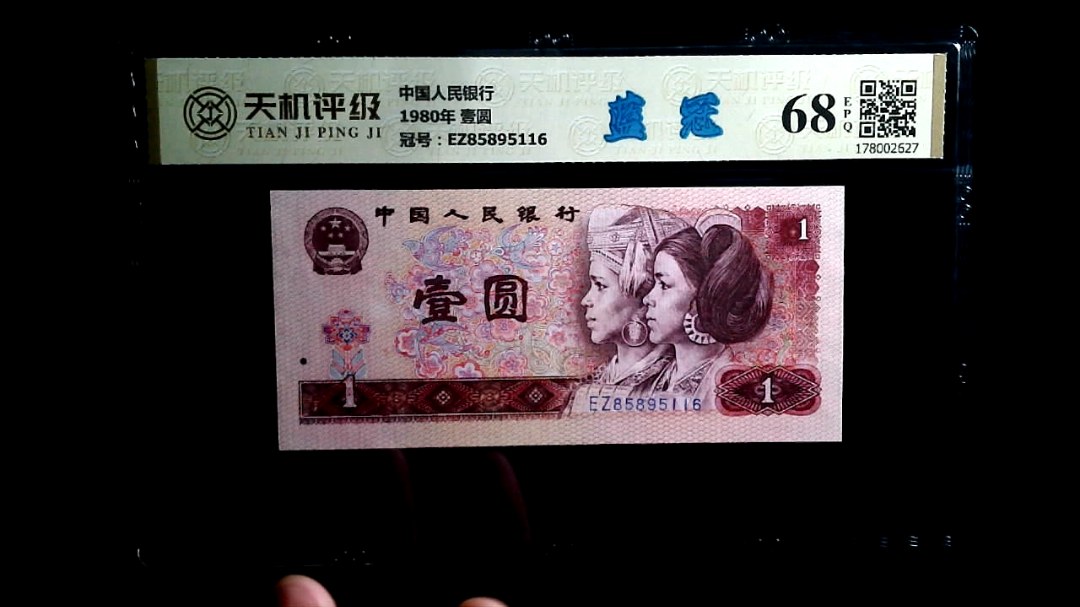 天机评级
TIAN JI PING JI
中国人民银行
1980年 壹圆
冠号：EZ85895116
蓝冠
68
EPQ
178002627
中国人民银行
1
壹圆
1
EZ85895116
1